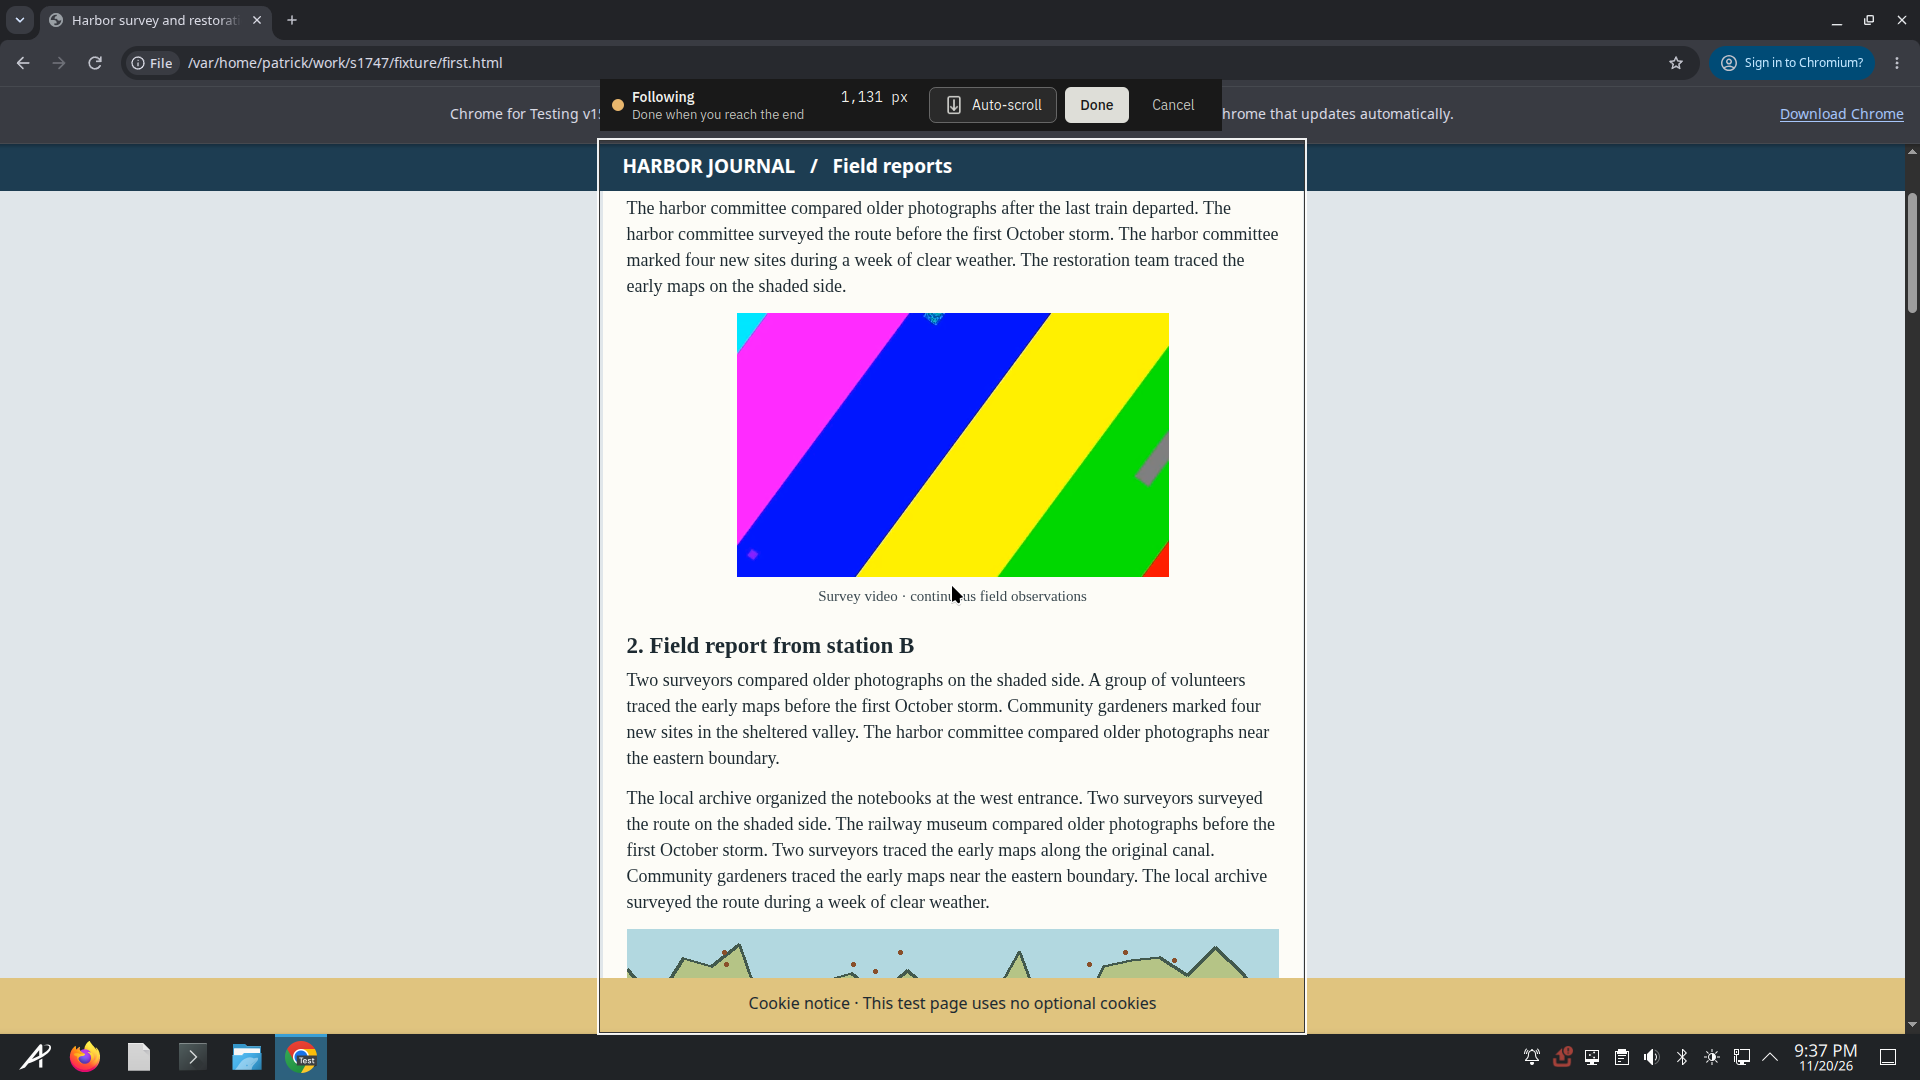 Harbor survey and restorat
File
/var/home/patrick/work/s1747/fixture/first.html
Sign in to Chromium?
Chrome for Testing v1
hrome that updates automatically.
Download Chrome
Following
Done when you reach the end
1,131 px
Auto-scroll
Done
Cancel
HARBOR JOURNAL / Field reports
The harbor committee compared older photographs after the last train departed. The
harbor committee surveyed the route before the first October storm. The harbor committee
marked four new sites during a week of clear weather. The restoration team traced the
early maps on the shaded side.
Survey video · continuous field observations
2. Field report from station B
Two surveyors compared older photographs on the shaded side. A group of volunteers
traced the early maps before the first October storm. Community gardeners marked four
new sites in the sheltered valley. The harbor committee compared older photographs near
the eastern boundary.
The local archive organized the notebooks at the west entrance. Two surveyors surveyed
the route on the shaded side. The railway museum compared older photographs before the
first October storm. Two surveyors traced the early maps along the original canal.
Community gardeners traced the early maps near the eastern boundary. The local archive
surveyed the route during a week of clear weather.
Cookie notice · This test page uses no optional cookies
Test
9:37 PM
11/20/26